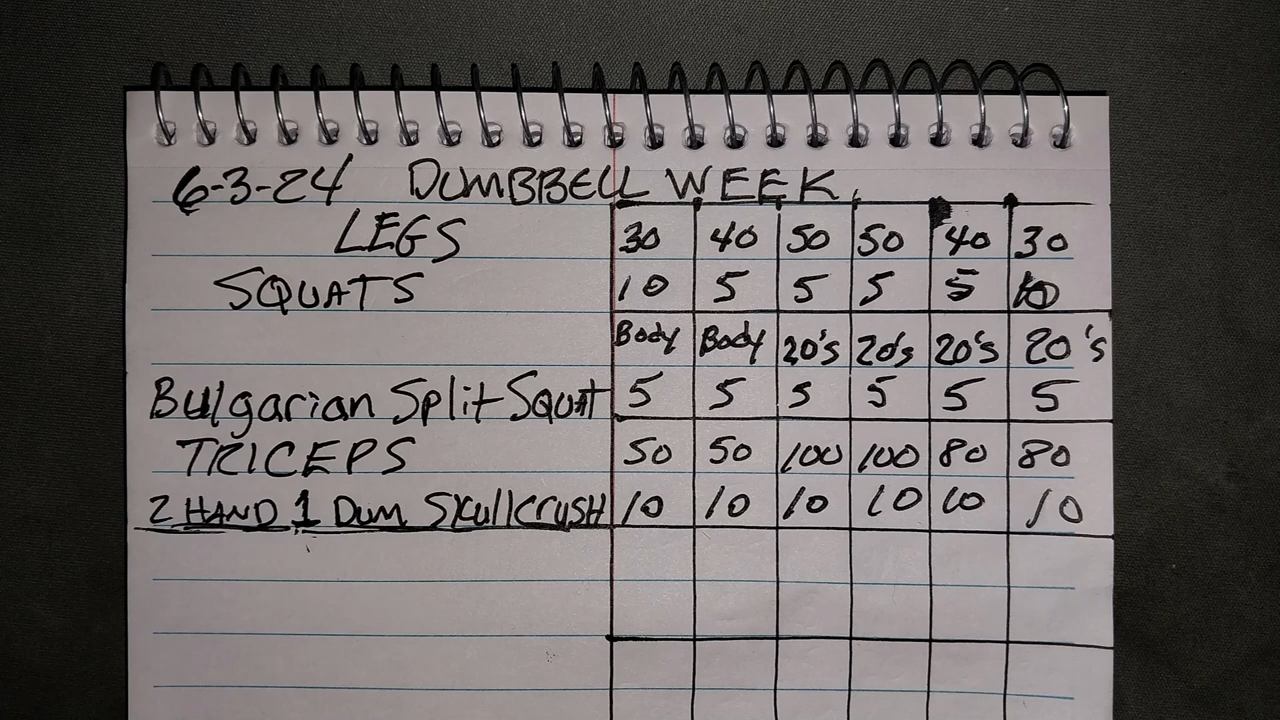 6-3-24 DUMBBELL WEEK
LEGS 30 40 50 50 40 30
SQUATS 10 5 5 5 5 10
Body Body 20's 20's 20's 20's
Bulgarian Split Squat 5 5 5 5 5 5
TRICEPS 50 50 100 100 80 80
2 HAND 1 Dum Skullcrush 10 10 10 10 10 10